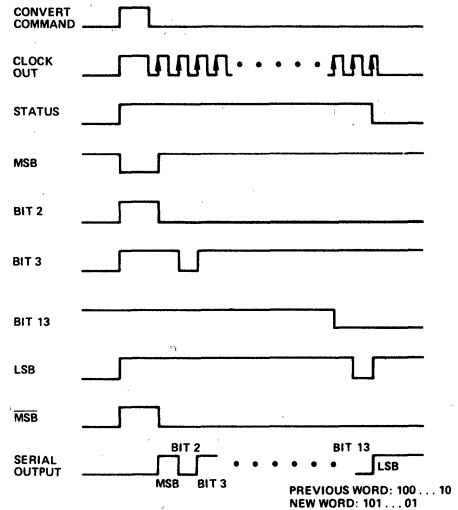 CONVERT
COMMAND
CLOCK
OUT
STATUS
MSB
BIT 2
BIT 3
BIT 13
LSB
MSB
SERIAL
OUTPUT
BIT 2
BIT 13
MSB
BIT 3
LSB
PREVIOUS WORD: 100 . . . 10
NEW WORD: 101 . . . 01